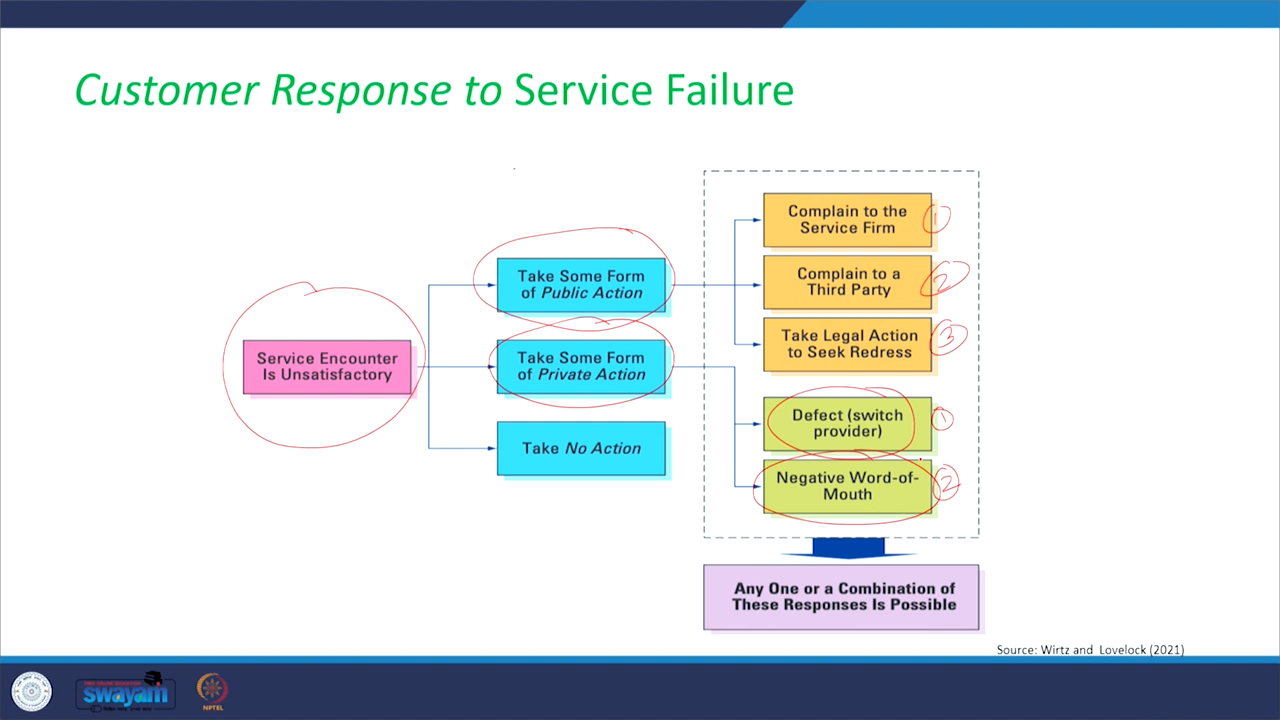 Customer Response to Service Failure
Complain to the
Service Firm
1
Take Some Form
of Public Action
Complain to a
Third Party
2
Take Legal Action
to Seek Redress
3
Service Encounter
Is Unsatisfactory
Take Some Form
of Private Action
Defect (switch
provider)
1
Take No Action
Negative Word-of-
Mouth
2
Any One or a Combination of
These Responses Is Possible
Source: Wirtz and Lovelock (2021)
swayam
NPTEL